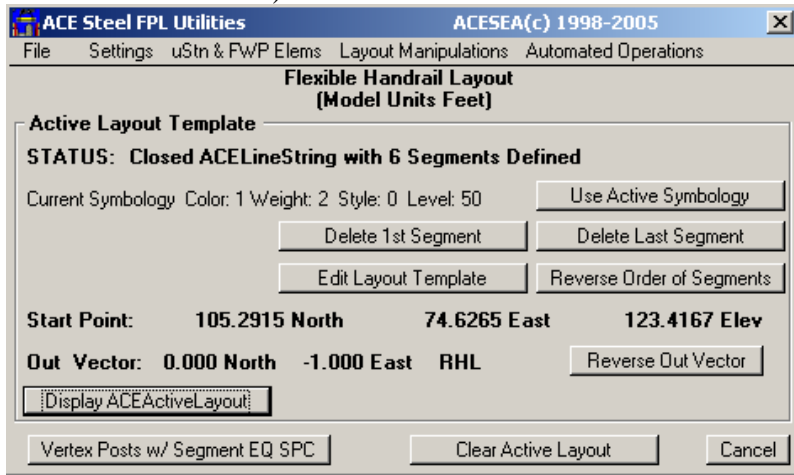 ACE Steel FPL Utilities ACESEA(c) 1998-2005
File Settings uStn & FWP Elems Layout Manipulations Automated Operations
Flexible Handrail Layout
(Model Units Feet)
Active Layout Template
STATUS: Closed ACELineString with 6 Segments Defined
Current Symbology Color: 1 Weight: 2 Style: 0 Level: 50 Use Active Symbology
Delete 1st Segment Delete Last Segment
Edit Layout Template Reverse Order of Segments
Start Point: 105.2915 North 74.6265 East 123.4167 Elev
Out Vector: 0.000 North -1.000 East RHL Reverse Out Vector
Display ACEActiveLayout
Vertex Posts w/ Segment EQ SPC Clear Active Layout Cancel